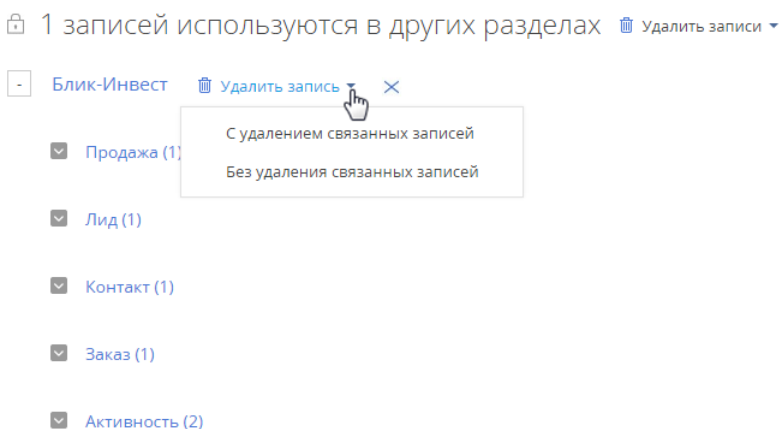 1 записей используются в других разделах Удалить записи
- Блик-Инвест Удалить запись
С удалением связанных записей
Продажа (1)
Без удаления связанных записей
Лид (1)
Контакт (1)
Заказ (1)
Активность (2)